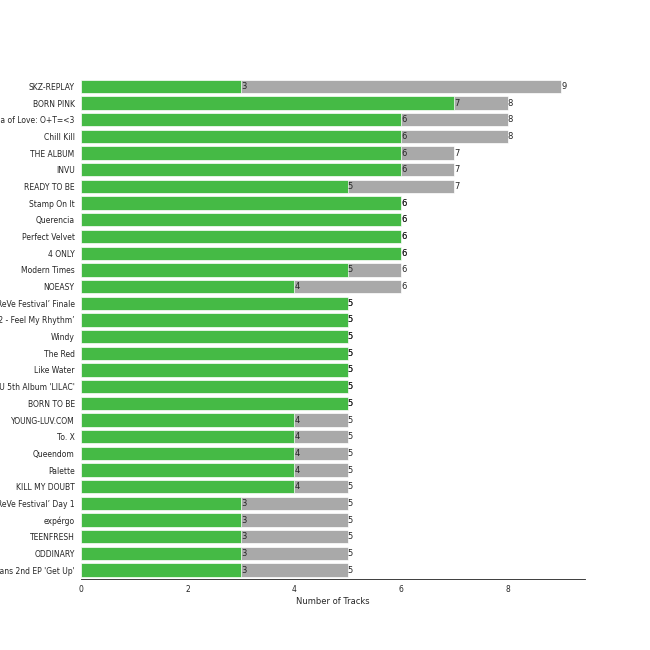 SKZ-REPLAY 3 9
BORN PINK 7 8
a of Love: O+T=<3 6 8
Chill Kill 6 8
THE ALBUM 6 7
INVU 6 7
READY TO BE 5 7
Stamp On It 6
Querencia 6
Perfect Velvet 6
4 ONLY 6
Modern Times 5 6
NOEASY 4 6
ReVe Festival’ Finale 5
2 - Feel My Rhythm’ 5
Windy 5
The Red 5
Like Water 5
U 5th Album 'LILAC' 5
BORN TO BE 5
YOUNG-LUV.COM 4 5
To. X 4 5
Queendom 4 5
Palette 4 5
KILL MY DOUBT 4 5
ReVe Festival’ Day 1 3 5
expérgo 3 5
TEENFRESH 3 5
ODDINARY 3 5
ans 2nd EP 'Get Up' 3 5
0 2 4 6 8
Number of Tracks